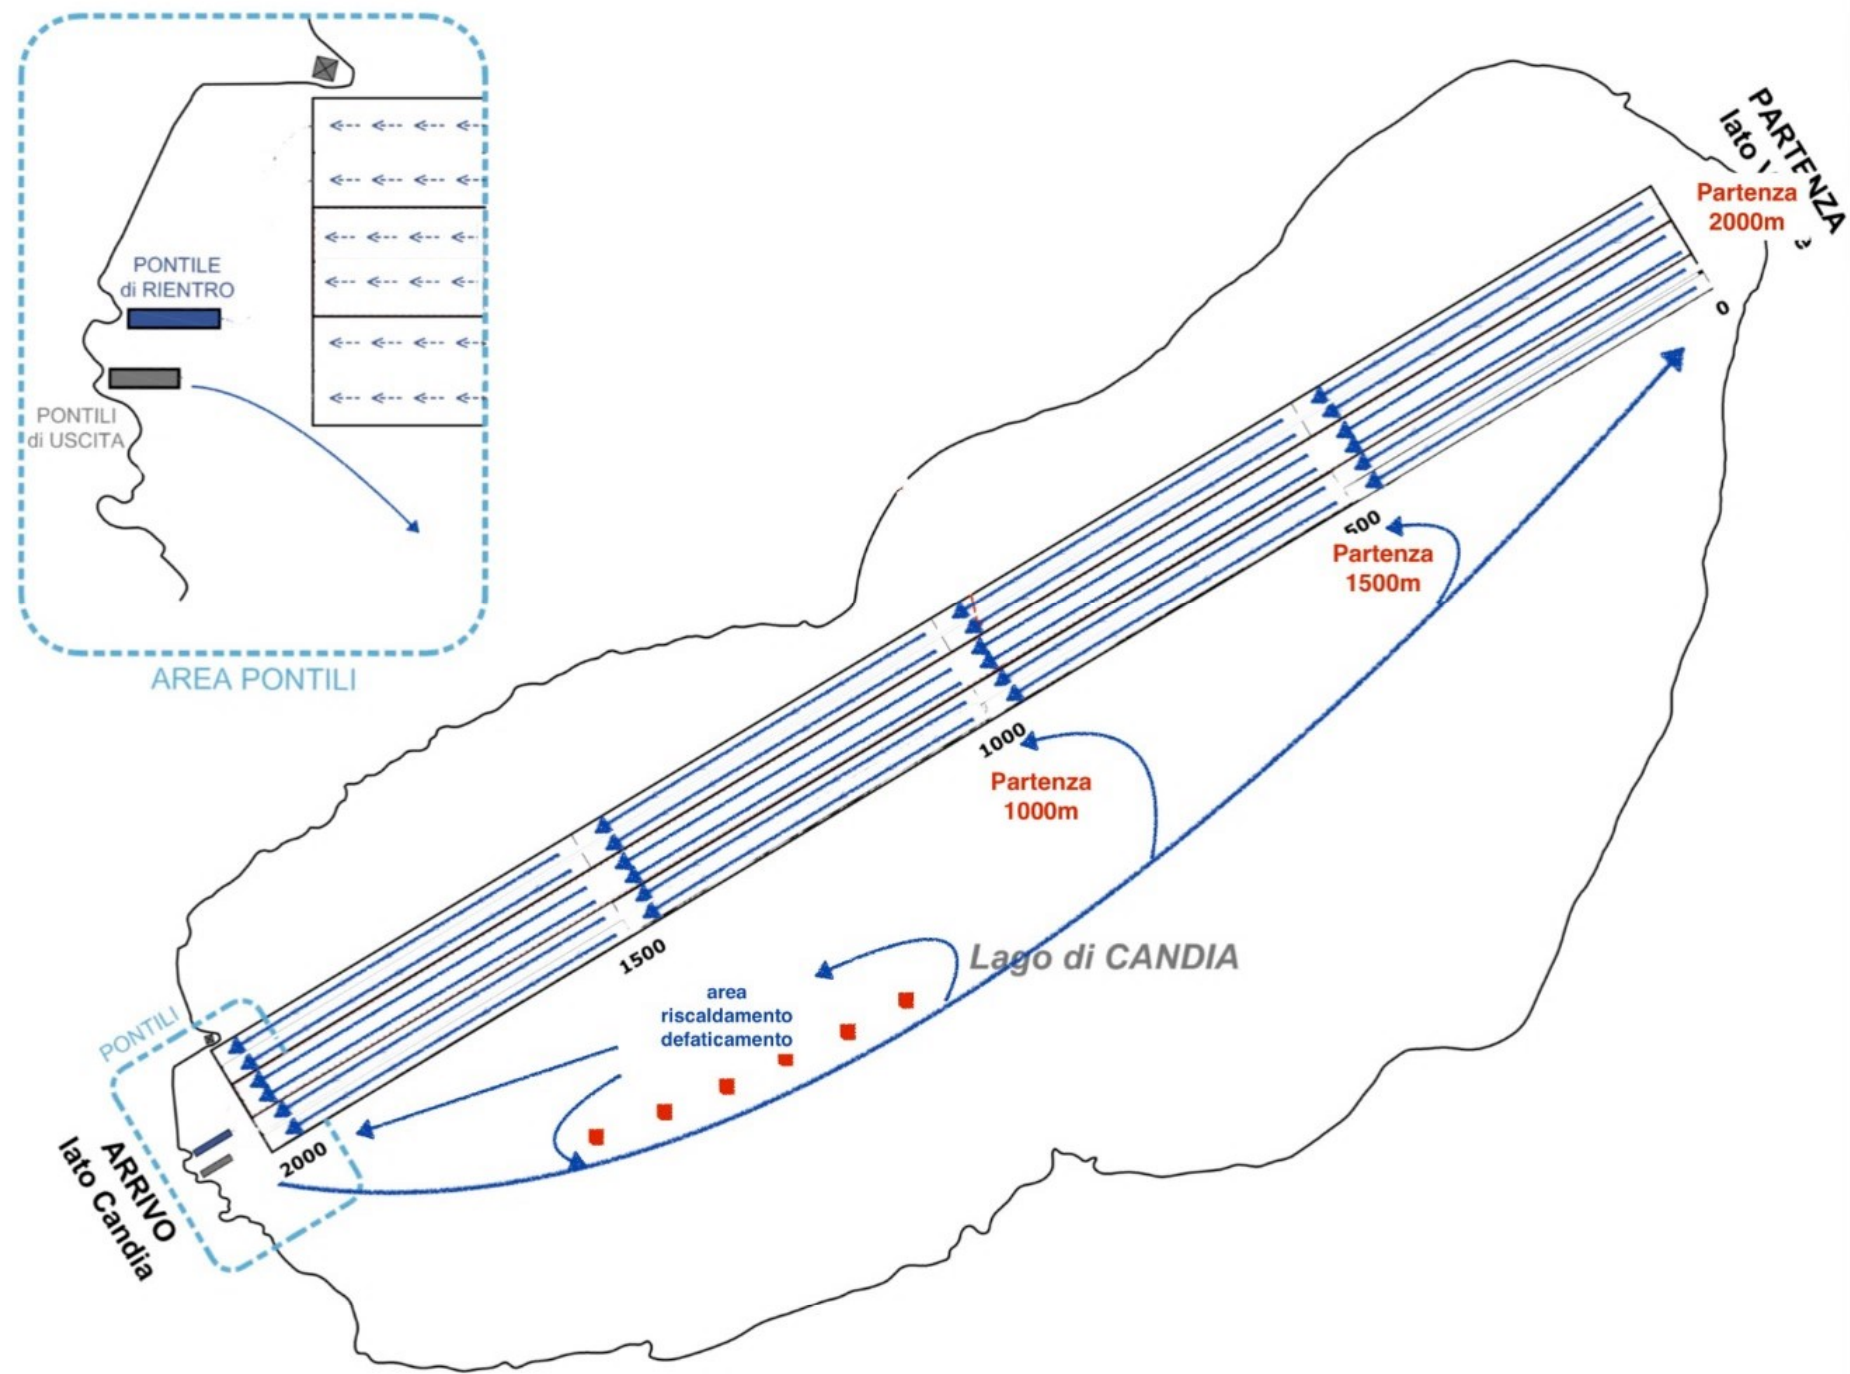 PONTILE
di RIENTRO
PONTILI
di USCITA
AREA PONTILI
PARTENZA
lato
Partenza
2000m
0
500
Partenza
1500m
1000
Partenza
1000m
1500
Lago di CANDIA
area
riscaldamento
defaticamento
PONTILI
2000
ARRIVO
lato Candia